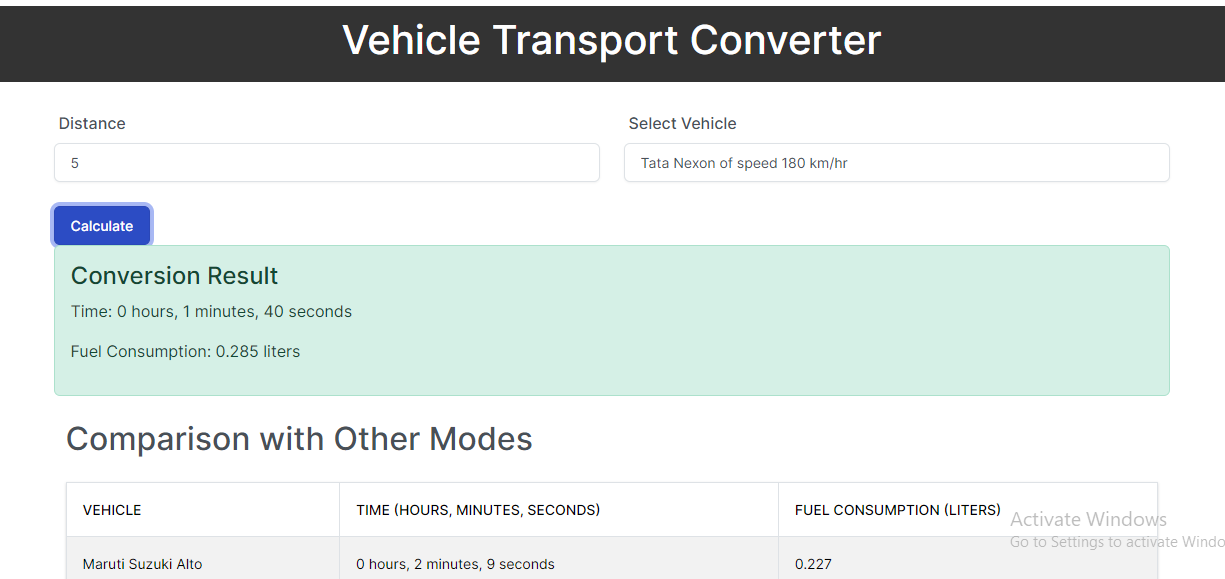 Vehicle Transport Converter
Distance
Select Vehicle
5
Tata Nexon of speed 180 km/hr
Calculate
Conversion Result
Time: 0 hours, 1 minutes, 40 seconds
Fuel Consumption: 0.285 liters
Comparison with Other Modes
VEHICLE
TIME (HOURS, MINUTES, SECONDS)
FUEL CONSUMPTION (LITERS)
Activate Windows
Go to Settings to activate Windo
Maruti Suzuki Alto
0 hours, 2 minutes, 9 seconds
0.227